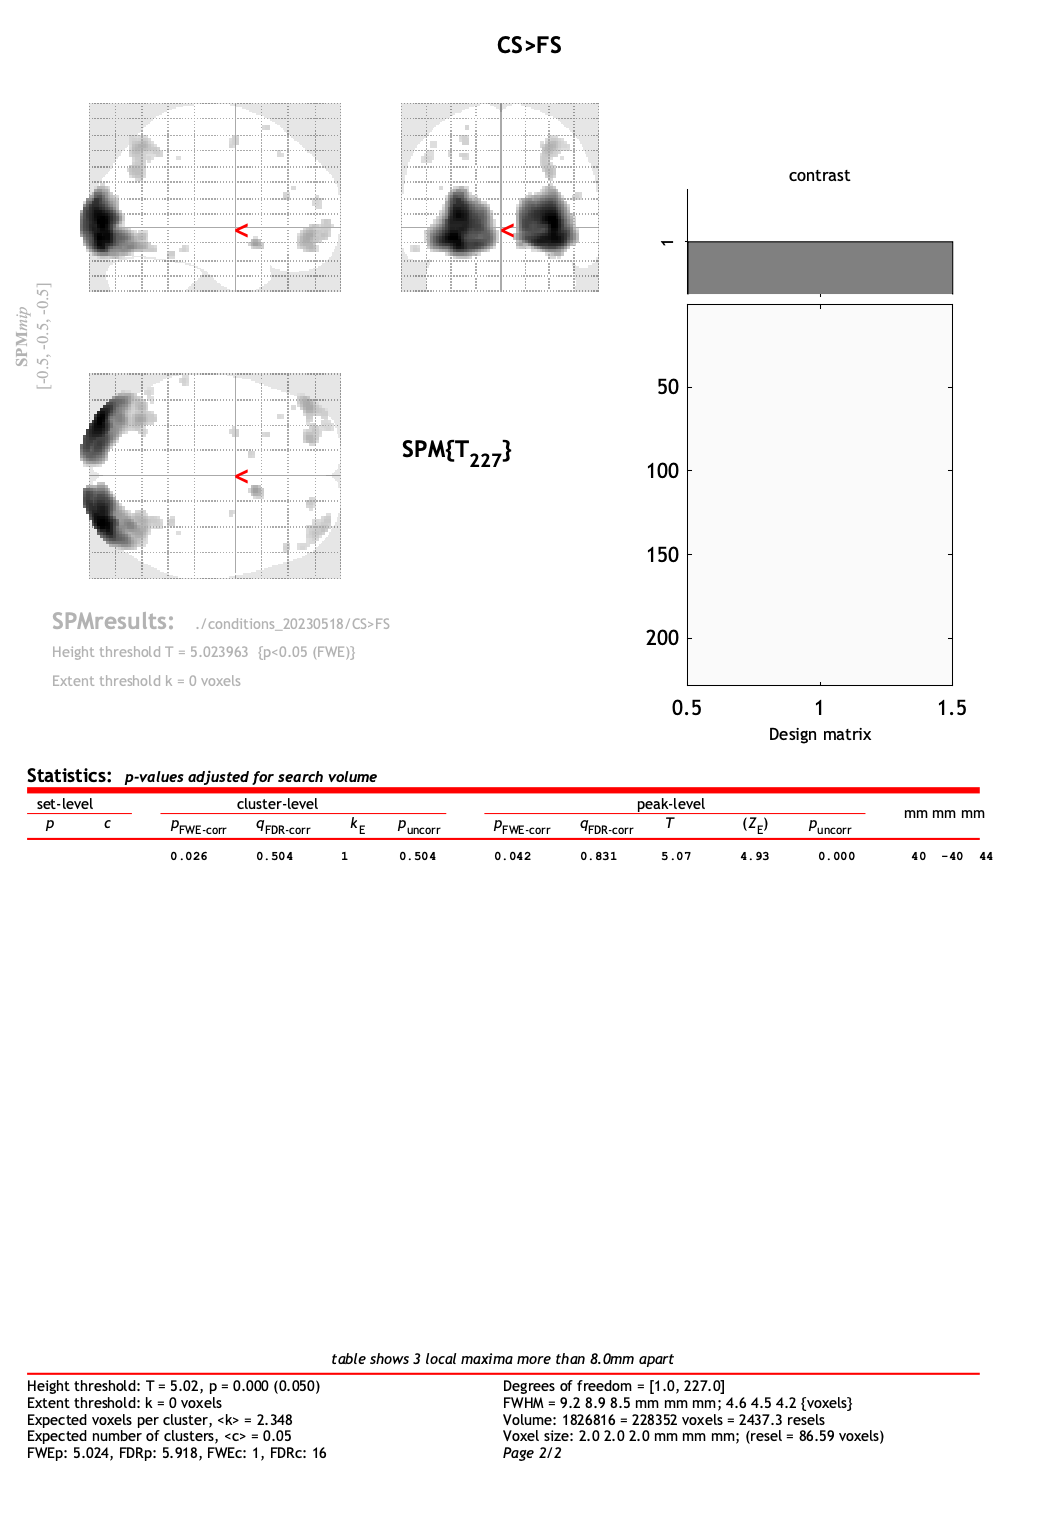 CS>FS
contrast
1
SPMmip
[-0.5, -0.5, -0.5]
<
<
<
SPM{T227}
50
100
150
200
0.5 1 1.5
Design matrix
SPMresults: ./conditions_20230518/CS>FS
Height threshold T = 5.023963 {p<0.05 (FWE)}
Extent threshold k = 0 voxels
Statistics: p-values adjusted for search volume
set-level cluster-level peak-level mm mm mm
p c pFWE-corr qFDR-corr kE puncorr pFWE-corr qFDR-corr T (ZE) puncorr
0.026 0.504 1 0.504 0.042 0.831 5.07 4.93 0.000 40 -40 44
table shows 3 local maxima more than 8.0mm apart
Height threshold: T = 5.02, p = 0.000 (0.050)
Extent threshold: k = 0 voxels
Expected voxels per cluster, <k> = 2.348
Expected number of clusters, <c> = 0.05
FWEp: 5.024, FDRp: 5.918, FWEc: 1, FDRc: 16
Degrees of freedom = [1.0, 227.0]
FWHM = 9.2 8.9 8.5 mm mm mm; 4.6 4.5 4.2 {voxels}
Volume: 1826816 = 228352 voxels = 2437.3 resels
Voxel size: 2.0 2.0 2.0 mm mm mm; (resel = 86.59 voxels)
Page 2/2